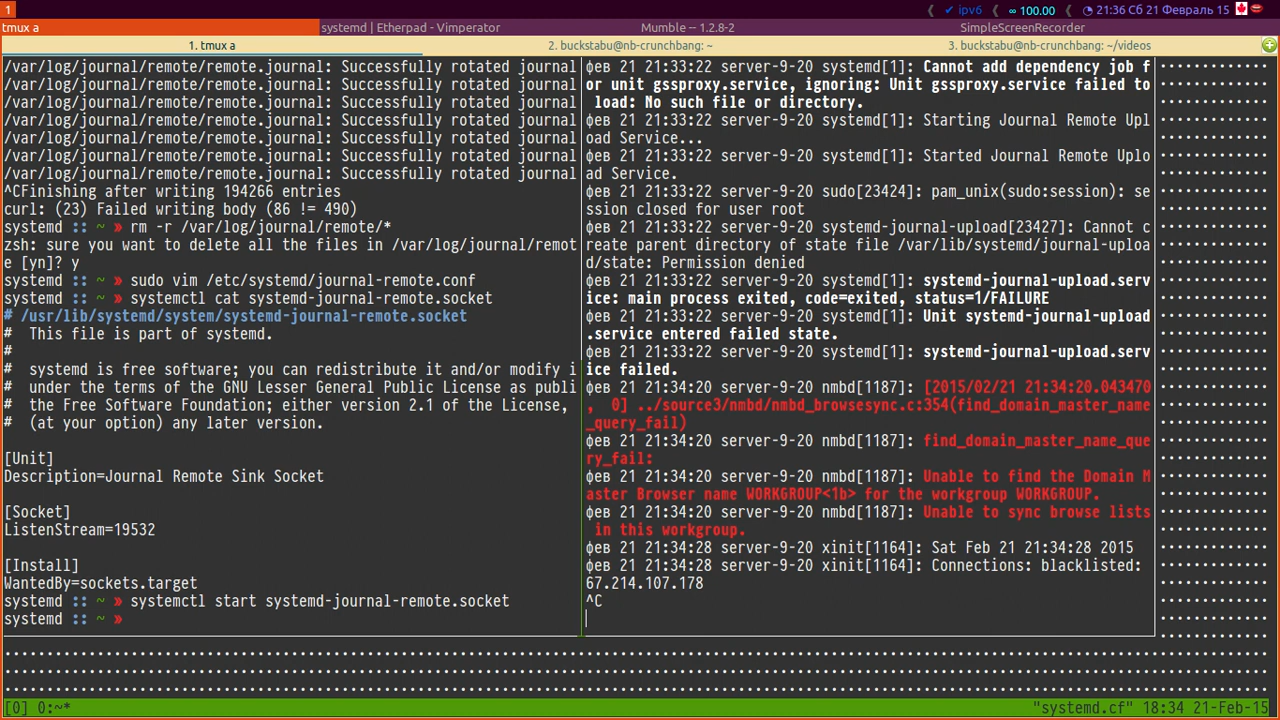 1
✔ ipv6
∞ 100.00
21:36 Сб 21 Февраль 15
tmux a
systemd | Etherpad - Vimperator
Mumble -- 1.2.8-2
SimpleScreenRecorder
1. tmux a
2. buckstabu@nb-crunchbang: ~
3. buckstabu@nb-crunchbang: ~/videos
/var/log/journal/remote/remote.journal: Successfully rotated journal
/var/log/journal/remote/remote.journal: Successfully rotated journal
/var/log/journal/remote/remote.journal: Successfully rotated journal
/var/log/journal/remote/remote.journal: Successfully rotated journal
/var/log/journal/remote/remote.journal: Successfully rotated journal
/var/log/journal/remote/remote.journal: Successfully rotated journal
/var/log/journal/remote/remote.journal: Successfully rotated journal
^CFinishing after writing 194266 entries
curl: (23) Failed writing body (86 != 490)
systemd :: ~ » rm -r /var/log/journal/remote/*
zsh: sure you want to delete all the files in /var/log/journal/remot
e [yn]? y
systemd :: ~ » sudo vim /etc/systemd/journal-remote.conf
systemd :: ~ » systemctl cat systemd-journal-remote.socket
# /usr/lib/systemd/system/systemd-journal-remote.socket
#  This file is part of systemd.
#
#  systemd is free software; you can redistribute it and/or modify i
#  under the terms of the GNU Lesser General Public License as publi
#  the Free Software Foundation; either version 2.1 of the License,
#  (at your option) any later version.
[Unit]
Description=Journal Remote Sink Socket
[Socket]
ListenStream=19532
[Install]
WantedBy=sockets.target
systemd :: ~ » systemctl start systemd-journal-remote.socket
systemd :: ~ »
фев 21 21:33:22 server-9-20 systemd[1]: Cannot add dependency job f
or unit gssproxy.service, ignoring: Unit gssproxy.service failed to
 load: No such file or directory.
фев 21 21:33:22 server-9-20 systemd[1]: Starting Journal Remote Upl
oad Service...
фев 21 21:33:22 server-9-20 systemd[1]: Started Journal Remote Uplo
ad Service.
фев 21 21:33:22 server-9-20 sudo[23424]: pam_unix(sudo:session): se
ssion closed for user root
фев 21 21:33:22 server-9-20 systemd-journal-upload[23427]: Cannot c
reate parent directory of state file /var/lib/systemd/journal-uploa
d/state: Permission denied
фев 21 21:33:22 server-9-20 systemd[1]: systemd-journal-upload.serv
ice: main process exited, code=exited, status=1/FAILURE
фев 21 21:33:22 server-9-20 systemd[1]: Unit systemd-journal-upload
.service entered failed state.
фев 21 21:33:22 server-9-20 systemd[1]: systemd-journal-upload.serv
ice failed.
фев 21 21:34:20 server-9-20 nmbd[1187]: [2015/02/21 21:34:20.043470
,  0] ../source3/nmbd/nmbd_browsesync.c:354(find_domain_master_name
_query_fail)
фев 21 21:34:20 server-9-20 nmbd[1187]: find_domain_master_name_que
ry_fail:
фев 21 21:34:20 server-9-20 nmbd[1187]: Unable to find the Domain M
aster Browser name WORKGROUP<1b> for the workgroup WORKGROUP.
фев 21 21:34:20 server-9-20 nmbd[1187]: Unable to sync browse lists
 in this workgroup.
фев 21 21:34:28 server-9-20 xinit[1164]: Sat Feb 21 21:34:28 2015
фев 21 21:34:28 server-9-20 xinit[1164]: Connections: blacklisted:
67.214.107.178
^C
[0] 0:~*
"systemd.cf" 18:34 21-Feb-15